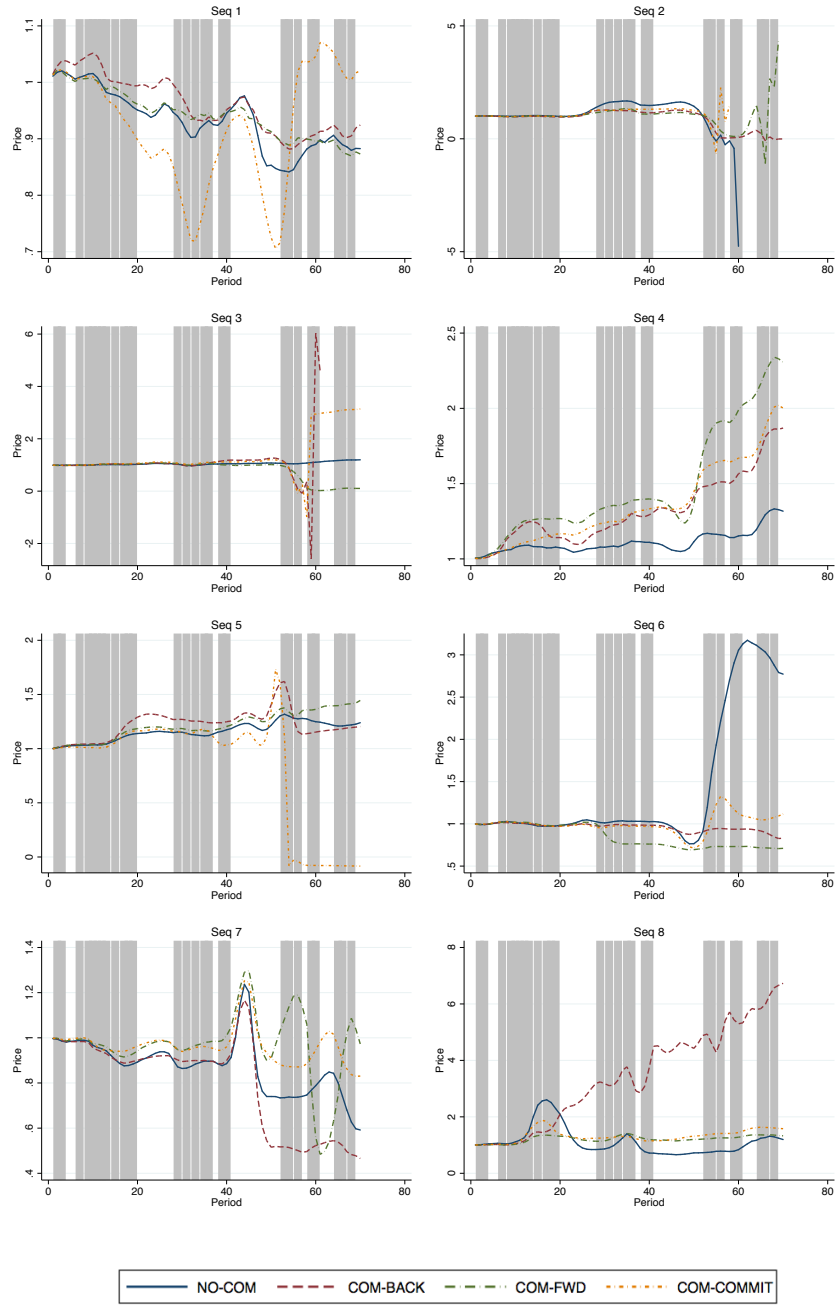 Seq 1
Seq 2
Price
.7 .8 .9 1 1.1
0 20 40 60 80
Period
Price
-5 0 5
0 20 40 60 80
Period
Seq 3
Seq 4
Price
-2 0 2 4 6
0 20 40 60 80
Period
Price
1 1.5 2 2.5
0 20 40 60 80
Period
Seq 5
Seq 6
Price
0 .5 1 1.5 2
0 20 40 60 80
Period
Price
.5 1 1.5 2 2.5 3
0 20 40 60 80
Period
Seq 7
Seq 8
Price
.4 .6 .8 1 1.2 1.4
0 20 40 60 80
Period
Price
0 2 4 6 8
0 20 40 60 80
Period
NO-COM COM-BACK COM-FWD COM-COMMIT